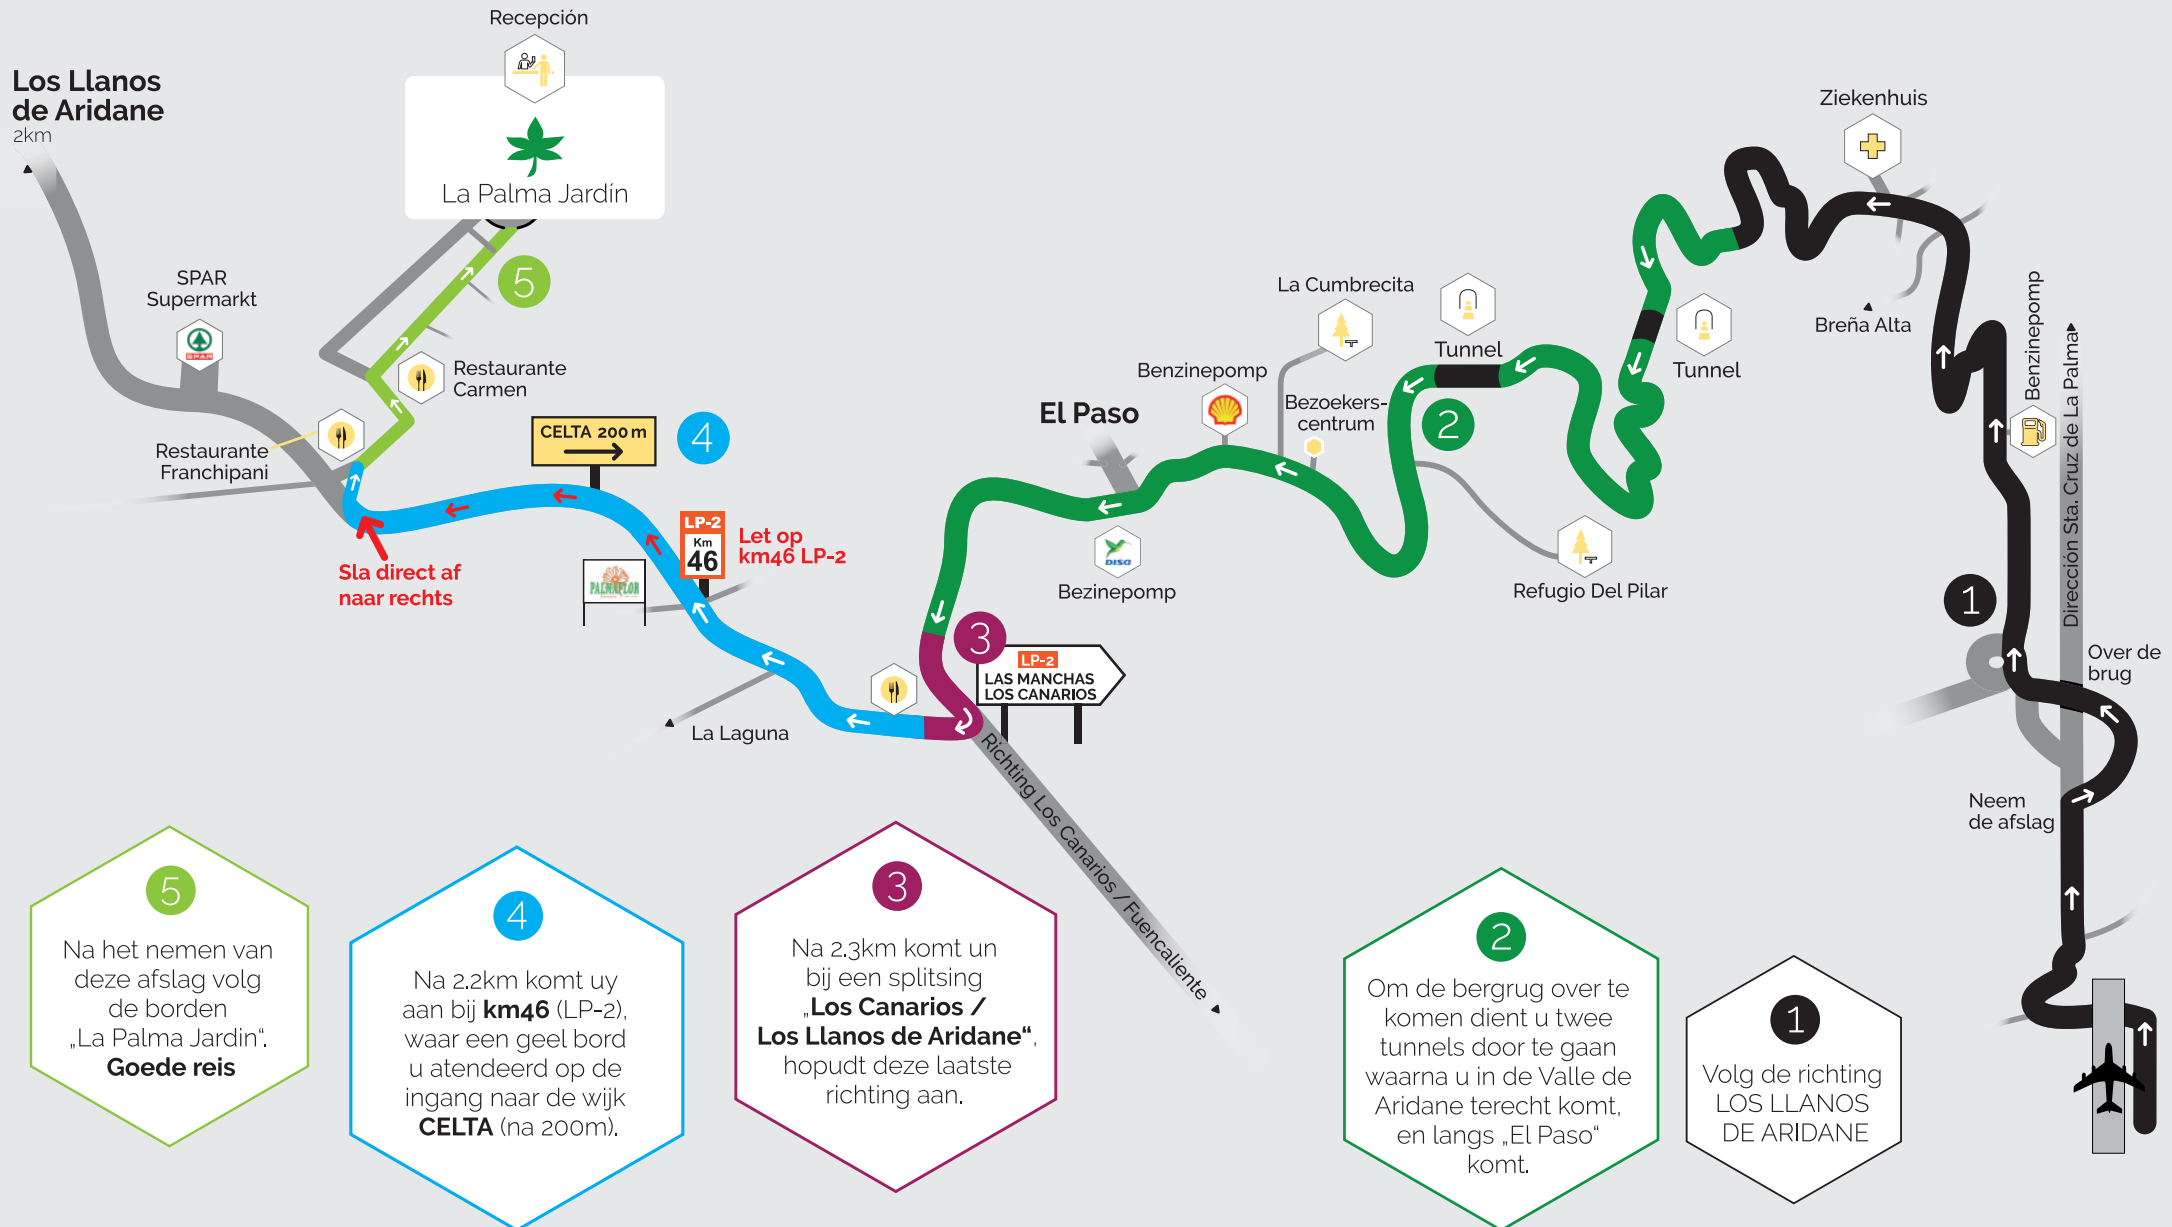 Recepción
Los Llanos
de Aridane
2km
La Palma Jardín
5
SPAR
Supermarkt
SPAR
Restaurante
Carmen
Restaurante
Franchipani
CELTA 200 m
4
LP-2
Km
46
Let op
km46 LP-2
Sla direct af
naar rechts
PALMAFLOR
La Laguna
El Paso
Benzinepomp
La Cumbrecita
Bezoekers-
centrum
Tunnel
2
DISA
Bezinepomp
3
LP-2
LAS MANCHAS
LOS CANARIOS
Richting Los Canarios / Fuencaliente
Refugio Del Pilar
Tunnel
Ziekenhuis
Breña Alta
Benzinepomp
Dirección Sta. Cruz de La Palma
1
Over de
brug
Neem
de afslag
5
Na het nemen van
deze afslag volg
de borden
„La Palma Jardin“.
Goede reis
4
Na 2.2km komt uy
aan bij km46 (LP-2),
waar een geel bord
u atendeerd op de
ingang naar de wijk
CELTA (na 200m).
3
Na 2.3km komt un
bij een splitsing
„Los Canarios /
Los Llanos de Aridane“,
hopudt deze laatste
richting aan.
2
Om de bergrug over te
komen dient u twee
tunnels door te gaan
waarna u in de Valle de
Aridane terecht komt,
en langs „El Paso“
komt.
1
Volg de richting
LOS LLANOS
DE ARIDANE